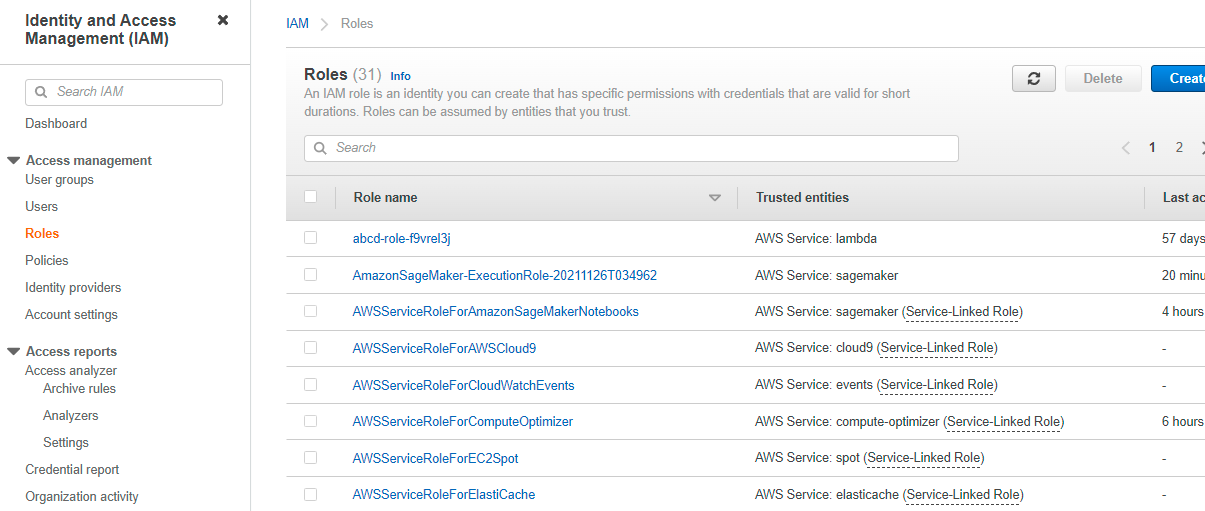 Identity and Access
Management (IAM)
Search IAM
Dashboard
Access management
User groups
Users
Roles
Policies
Identity providers
Account settings
Access reports
Access analyzer
Archive rules
Analyzers
Settings
Credential report
Organization activity
IAM Roles
Roles (31) Info
An IAM role is an identity you can create that has specific permissions with credentials that are valid for short
durations. Roles can be assumed by entities that you trust.
Delete
Create
Search
1 2
Role name Trusted entities Last ac
abcd-role-f9vrel3j AWS Service: lambda 57 days
AmazonSageMaker-ExecutionRole-20211126T034962 AWS Service: sagemaker 20 minu
AWSServiceRoleForAmazonSageMakerNotebooks AWS Service: sagemaker (Service-Linked Role) 4 hours
AWSServiceRoleForAWSCloud9 AWS Service: cloud9 (Service-Linked Role) -
AWSServiceRoleForCloudWatchEvents AWS Service: events (Service-Linked Role) -
AWSServiceRoleForComputeOptimizer AWS Service: compute-optimizer (Service-Linked Role) 6 hours
AWSServiceRoleForEC2Spot AWS Service: spot (Service-Linked Role) -
AWSServiceRoleForElastiCache AWS Service: elasticache (Service-Linked Role) -